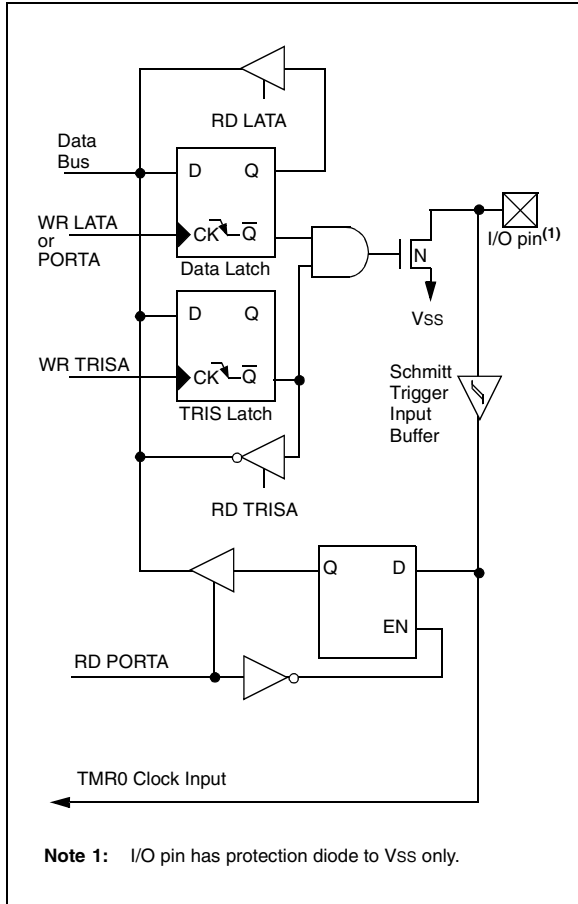 RD LATA
Data
Bus
D Q
WR LATA
or
PORTA
CK Q̅
Data Latch
N
I/O pin(1)
VSS
D Q
WR TRISA
CK Q̅
TRIS Latch
Schmitt
Trigger
Input
Buffer
RD TRISA
Q D
EN
RD PORTA
TMR0 Clock Input
Note 1: I/O pin has protection diode to VSS only.